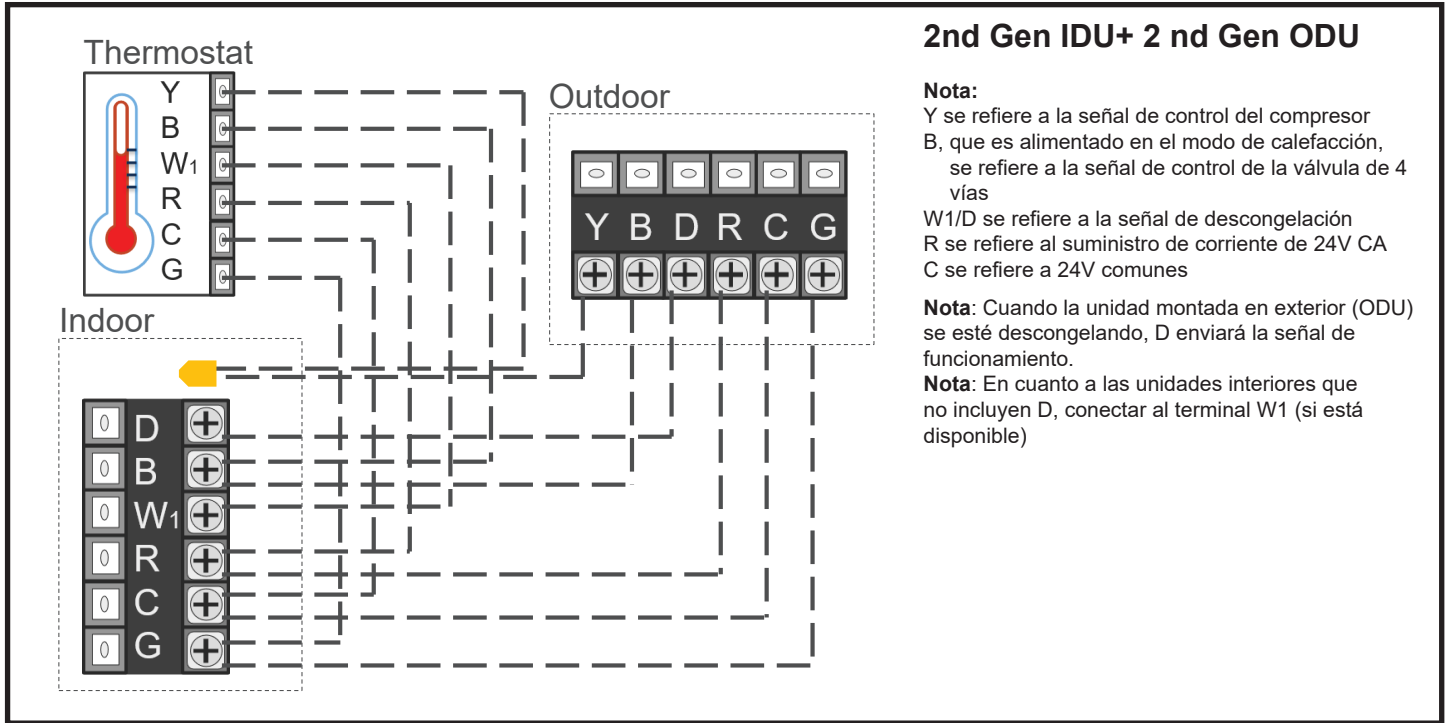 Thermostat
Y
B
W1
R
C
G
Outdoor
Y B D R C G
Indoor
D
B
W1
R
C
G
2nd Gen IDU+ 2 nd Gen ODU
Nota:
Y se refiere a la señal de control del compresor
B, que es alimentado en el modo de calefacción,
se refiere a la señal de control de la válvula de 4
vías
W1/D se refiere a la señal de descongelación
R se refiere al suministro de corriente de 24V CA
C se refiere a 24V comunes
Nota: Cuando la unidad montada en exterior (ODU)
se esté descongelando, D enviará la señal de
funcionamiento.
Nota: En cuanto a las unidades interiores que
no incluyen D, conectar al terminal W1 (si está
disponible)